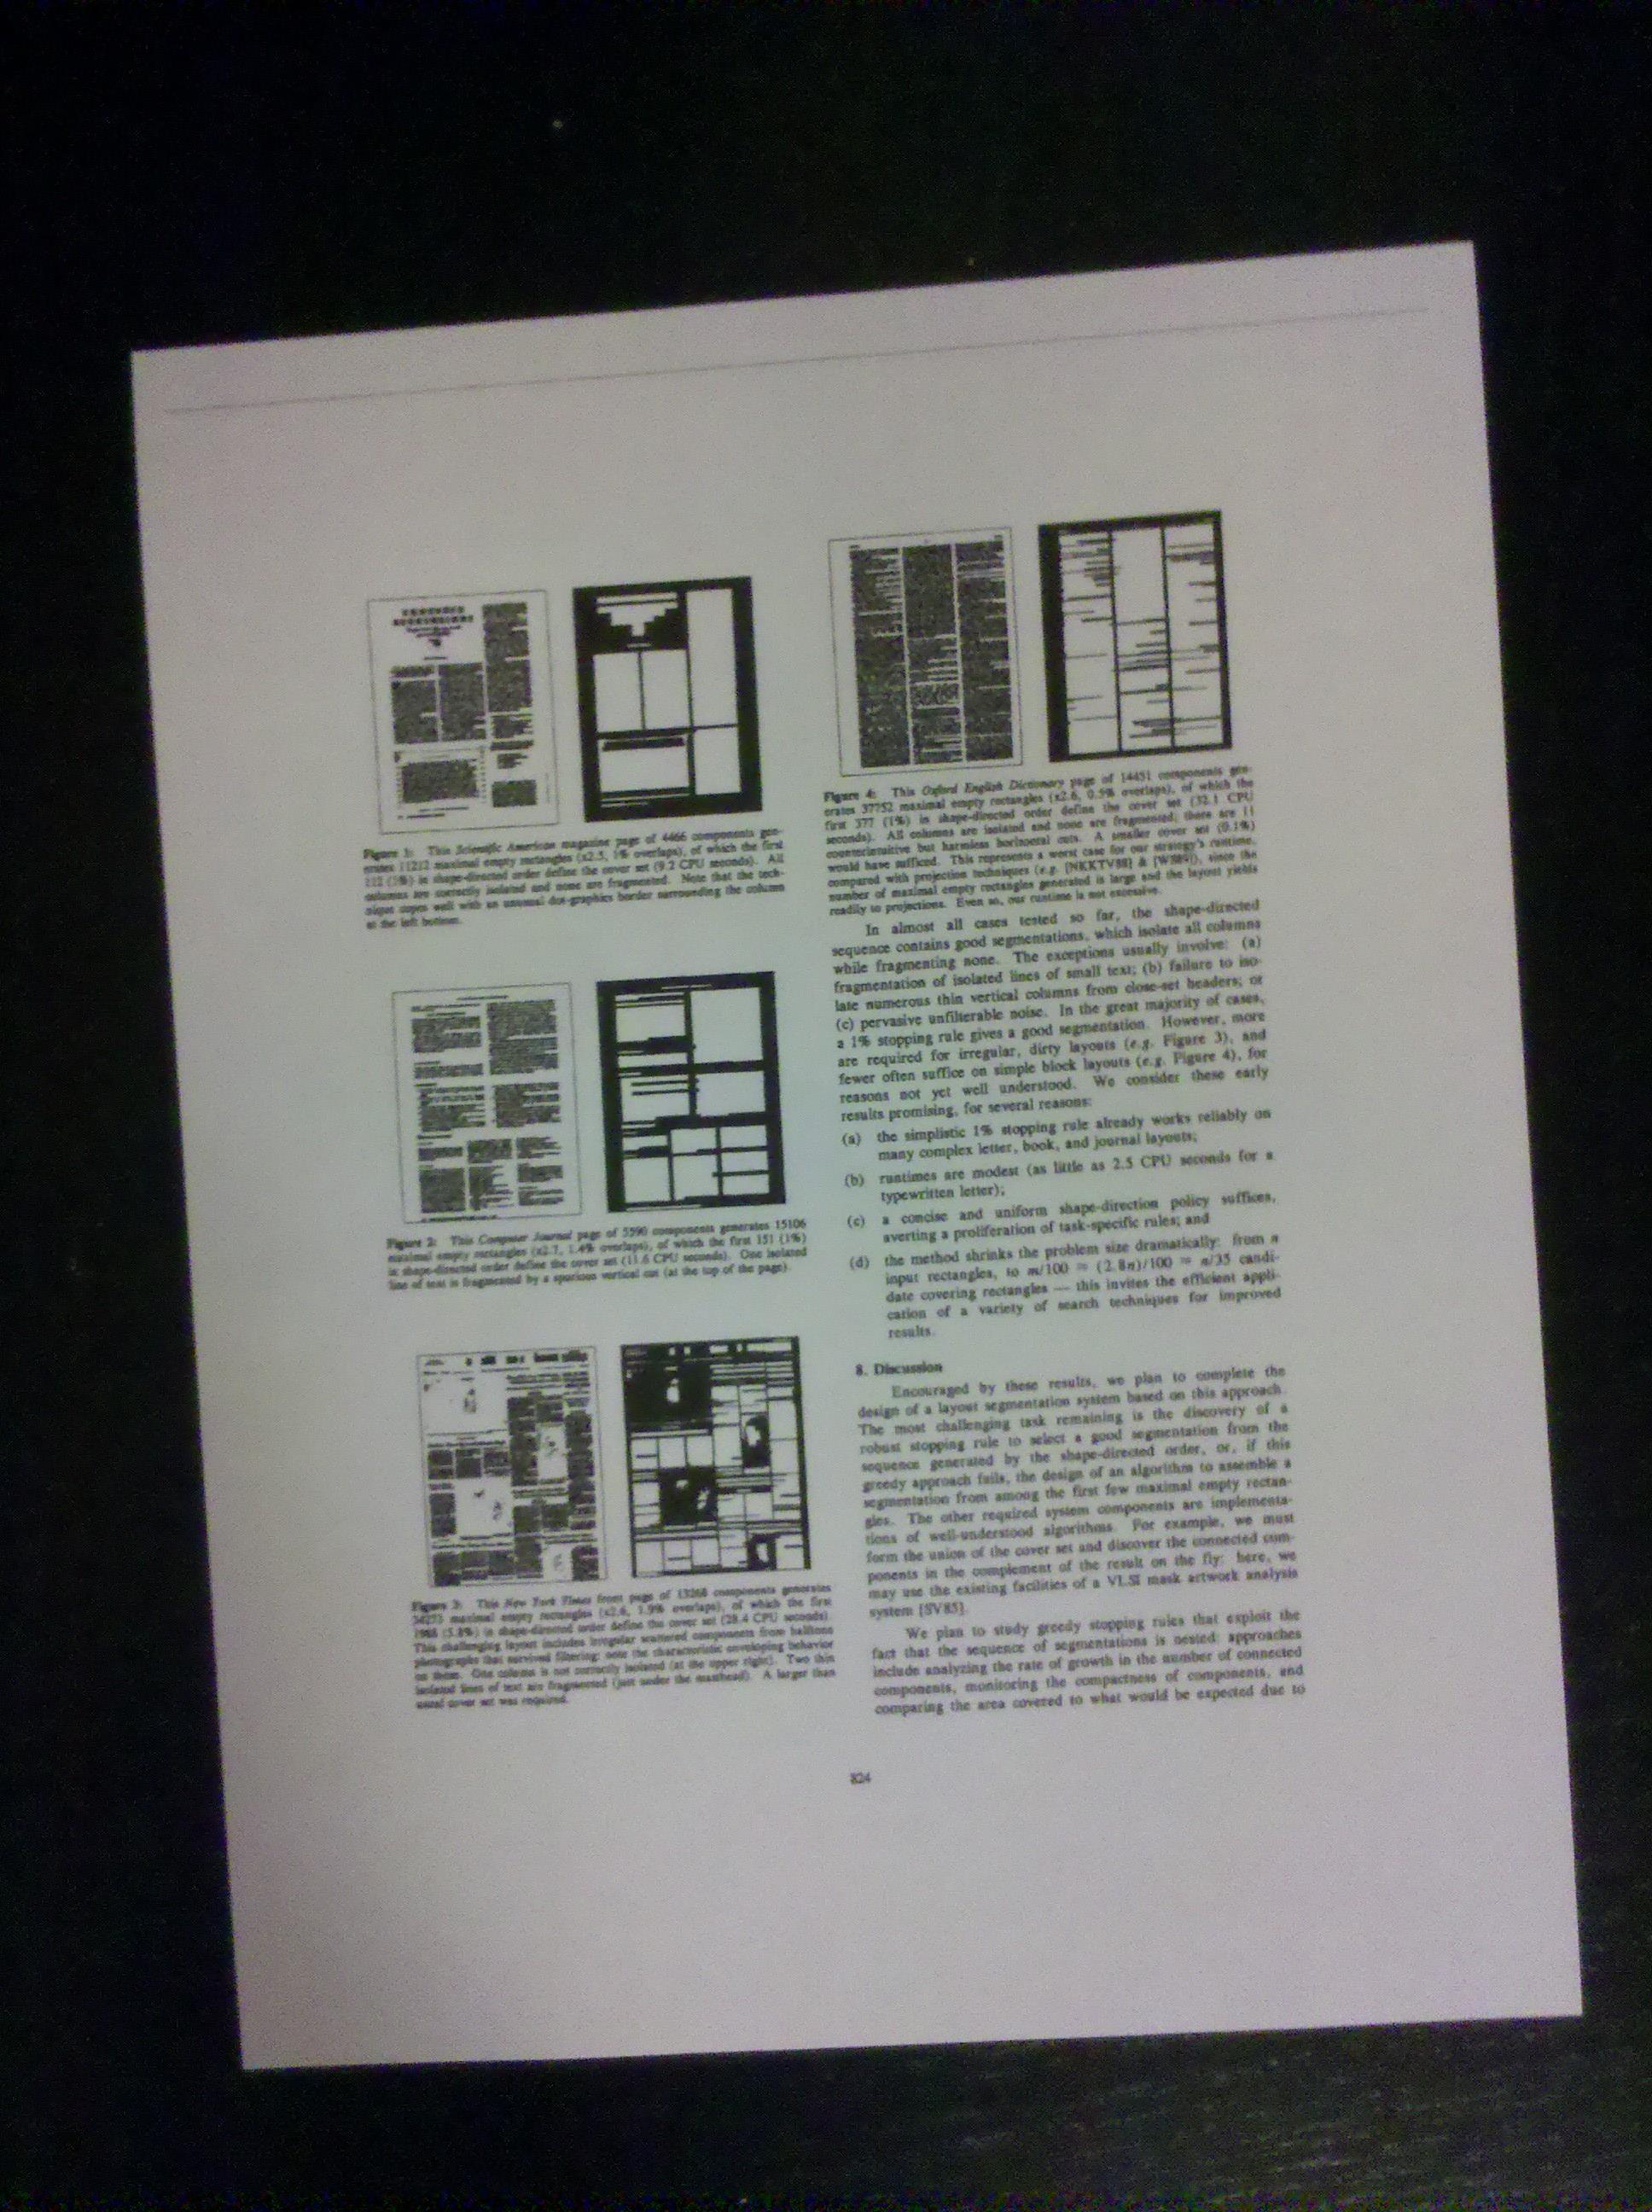 Figure 1: This Scientific American magazine page of 4466 components gen-
erates 11212 maximal empty rectangles (x2.5, 1% overlaps), of which the first
112 (1%) in shape-directed order define the cover set (9.2 CPU seconds). All
columns are correctly isolated and none are fragmented. Note that the tech-
nique copes well with an unusual dot-graphics border surrounding the column
at the left bottom.
Figure 2: This Computer Journal page of 5590 components generates 15106
maximal empty rectangles (x2.7, 1.4% overlaps), of which the first 151 (1%)
in shape-directed order define the cover set (11.6 CPU seconds). One isolated
line of text is fragmented by a spurious vertical cut (at the top of the page).
Figure 3: This New York Times front page of 13268 components generates
maximal empty rectangles (x2.6, 1.9% overlaps), of which the first
(5.8%) in shape-directed order define the cover set (28.4 CPU seconds).
This challenging layout includes irregular scattered components from halftone
photographs that survived filtering: note the characteristic enveloping behavior
on them. One column is not correctly isolated (at the upper right). Two thin
isolated lines of text are fragmented (just under the masthead). A larger than
usual cover set was required.
Figure 4: This Oxford English Dictionary page of 14451 components gen-
erates 37752 maximal empty rectangles (x2.6, 0.5% overlaps), of which the
first 377 (1%) in shape-directed order define the cover set (32.1 CPU
seconds). All columns are isolated and none are fragmented; there are 11
counterintuitive but harmless horizontal cuts. A smaller cover set (0.1%)
would have sufficed. This represents a worst case for our strategy's runtime,
compared with projection techniques (e.g. [NKKTV88] & [WS89]), since the
number of maximal empty rectangles generated is large and the layout yields
readily to projections. Even so, our runtime is not excessive.
In almost all cases tested so far, the shape-directed
sequence contains good segmentations, which isolate all columns
while fragmenting none. The exceptions usually involve: (a)
fragmentation of isolated lines of small text; (b) failure to iso-
late numerous thin vertical columns from close-set headers; or
(c) pervasive unfilterable noise. In the great majority of cases,
a 1% stopping rule gives a good segmentation. However, more
are required for irregular, dirty layouts (e.g. Figure 3), and
fewer often suffice on simple block layouts (e.g. Figure 4), for
reasons not yet well understood. We consider these early
results promising, for several reasons:
(a) the simplistic 1% stopping rule already works reliably on
many complex letter, book, and journal layouts;
(b) runtimes are modest (as little as 2.5 CPU seconds for a
typewritten letter);
(c) a concise and uniform shape-direction policy suffices,
averting a proliferation of task-specific rules; and
(d) the method shrinks the problem size dramatically: from n
input rectangles, to m/100 ≈ (2.8n)/100 ≈ n/35 candi-
date covering rectangles — this invites the efficient appli-
cation of a variety of search techniques for improved
results.
8. Discussion
Encouraged by these results, we plan to complete the
design of a layout segmentation system based on this approach.
The most challenging task remaining is the discovery of a
robust stopping rule to select a good segmentation from the
sequence generated by the shape-directed order, or, if this
greedy approach fails, the design of an algorithm to assemble a
segmentation from among the first few maximal empty rectan-
gles. The other required system components are implementa-
tions of well-understood algorithms. For example, we must
form the union of the cover set and discover the connected com-
ponents in the complement of the result on the fly: here, we
may use the existing facilities of a VLSI mask artwork analysis
system [SV85].
We plan to study greedy stopping rules that exploit the
fact that the sequence of segmentations is nested: approaches
include analyzing the rate of growth in the number of connected
components, monitoring the compactness of components, and
comparing the area covered to what would be expected due to
824